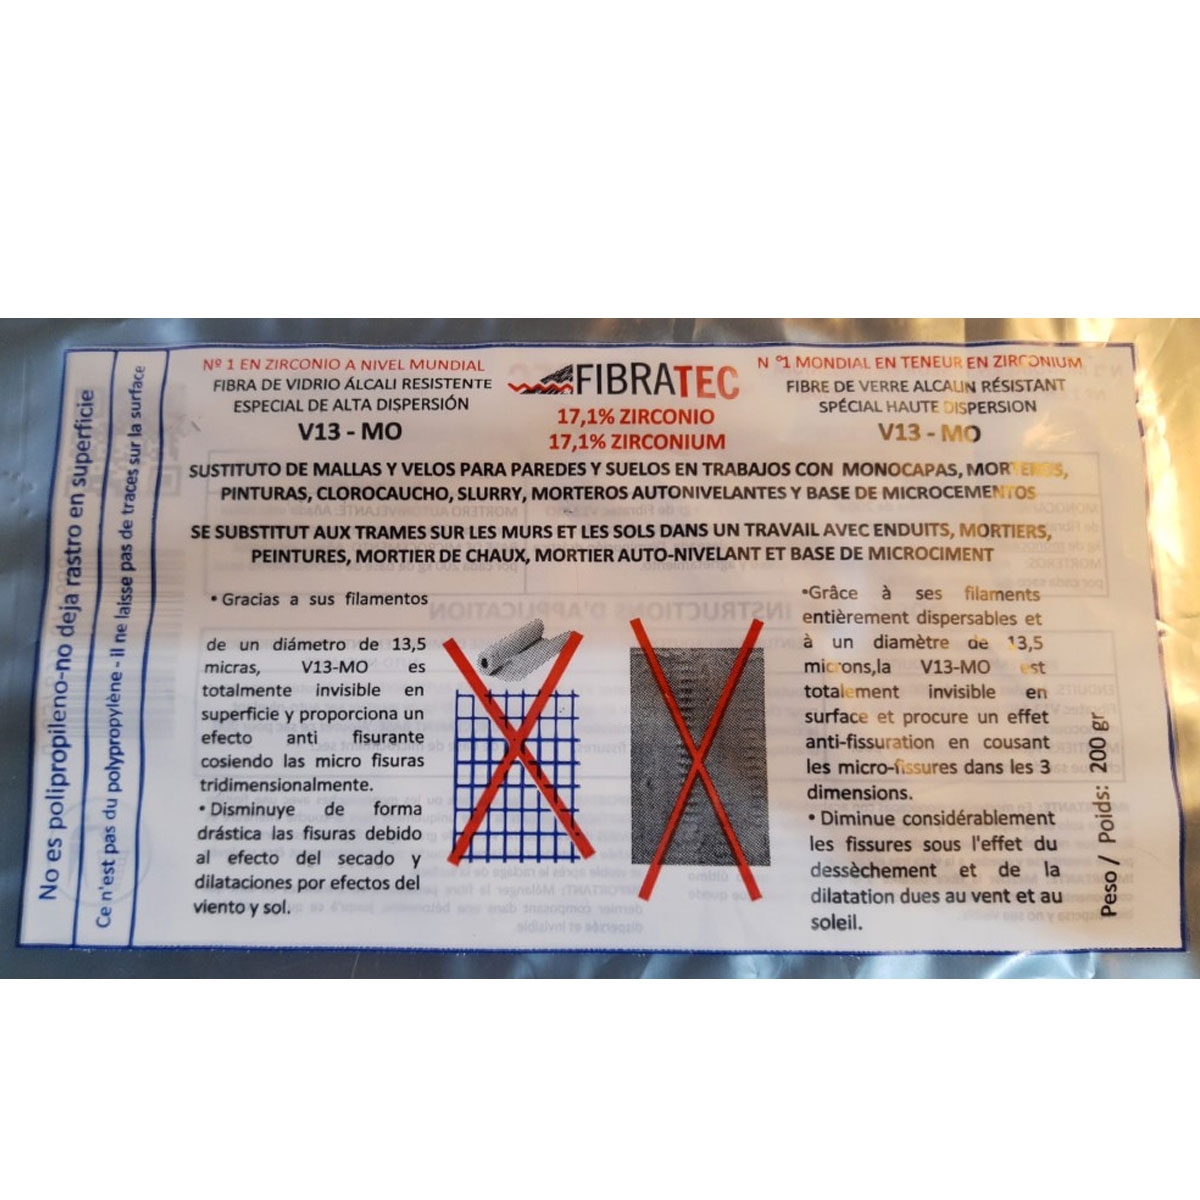 No es polipropileno-no deja rastro en superficie
Ce n'est pas du polypropylène - il ne laisse pas de traces sur la surface
Nº 1 EN ZIRCONIO A NIVEL MUNDIAL
FIBRA DE VIDRIO ÁLCALI RESISTENTE
ESPECIAL DE ALTA DISPERSIÓN
V13 - MO
FIBRATEC
17,1% ZIRCONIO
17,1% ZIRCONIUM
N º1 MONDIAL EN TENEUR EN ZIRCONIUM
FIBRE DE VERRE ALCALIN RÉSISTANT
SPÉCIAL HAUTE DISPERSION
V13 - MO
SUSTITUTO DE MALLAS Y VELOS PARA PAREDES Y SUELOS EN TRABAJOS CON MONOCAPAS, MORTEROS,
PINTURAS, CLOROCAUCHO, SLURRY, MORTEROS AUTONIVELANTES Y BASE DE MICROCEMENTOS
SE SUBSTITUT AUX TRAMES SUR LES MURS ET LES SOLS DANS UN TRAVAIL AVEC ENDUITS, MORTIERS,
PEINTURES, MORTIER DE CHAUX, MORTIER AUTO-NIVELANT ET BASE DE MICROCIMENT
• Gracias a sus filamentos
de un diámetro de 13,5
micras, V13-MO es
totalmente invisible en
superficie y proporciona un
efecto anti fisurante
cosiendo las micro fisuras
tridimensionalmente.
• Disminuye de forma
drástica las fisuras debido
al efecto del secado y
dilataciones por efectos del
viento y sol.
•Grâce à ses filaments
entièrement dispersables et
à un diamètre de 13,5
microns,la V13-MO est
totalement invisible en
surface et procure un effet
anti-fissuration en cousant
les micro-fissures dans les 3
dimensions.
• Diminue considérablement
les fissures sous l'effet du
dessèchement et de la
dilatation dues au vent et au
soleil.
Peso / Poids: 200 gr